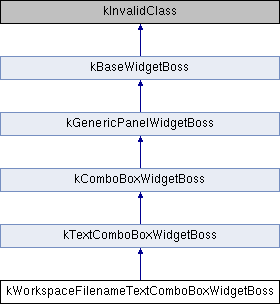 kInvalidClass
kBaseWidgetBoss
kGenericPanelWidgetBoss
kComboBoxWidgetBoss
kTextComboBoxWidgetBoss
kWorkspaceFilenameTextComboBoxWidgetBoss